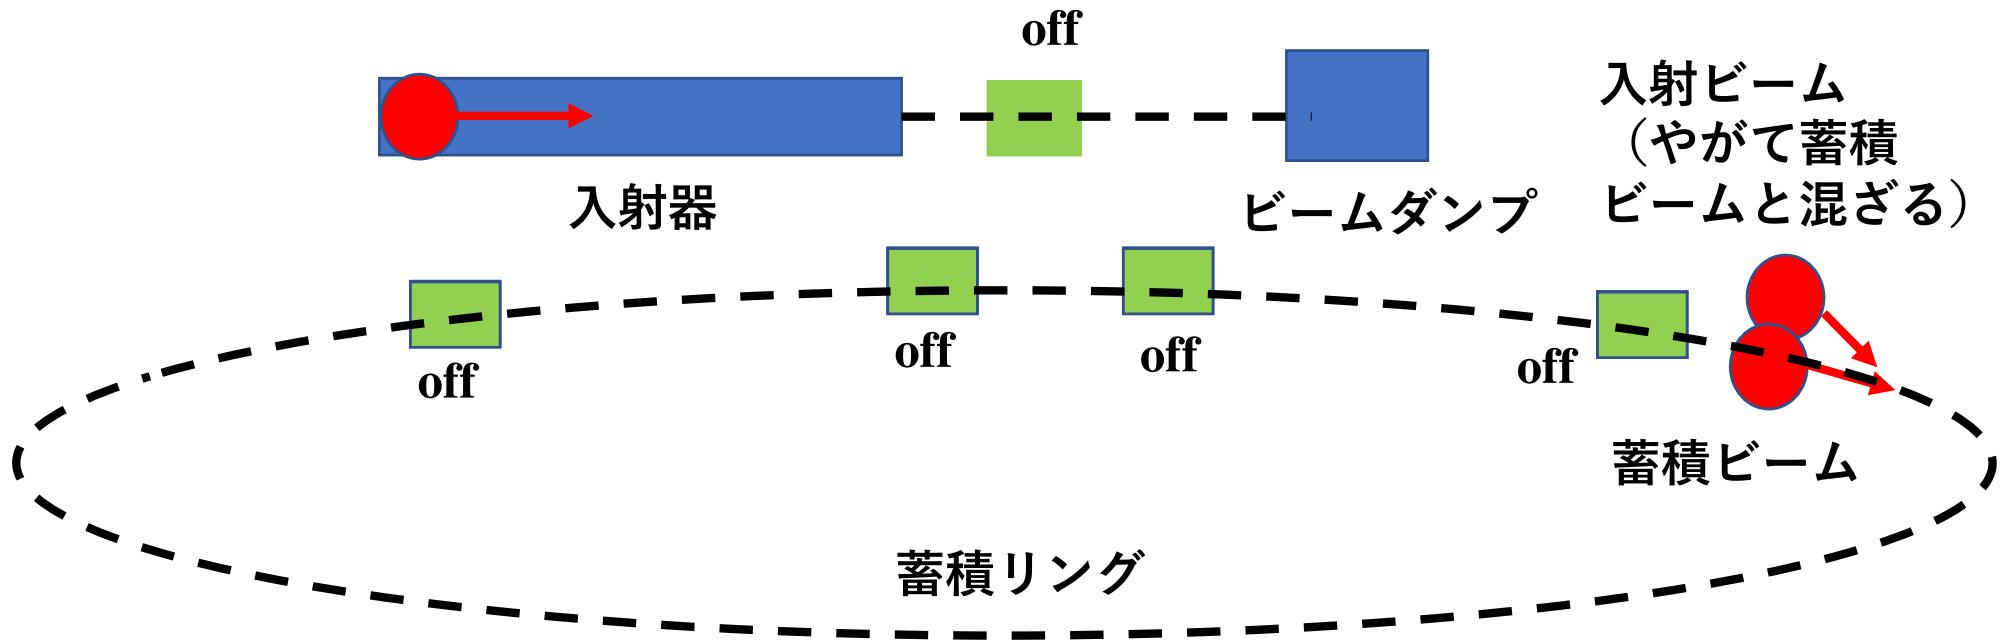 off
入射ビーム
（やがて蓄積
ビームと混ざる）
入射器
ビームダンプ
off
off
off
off
蓄積ビーム
蓄積リング